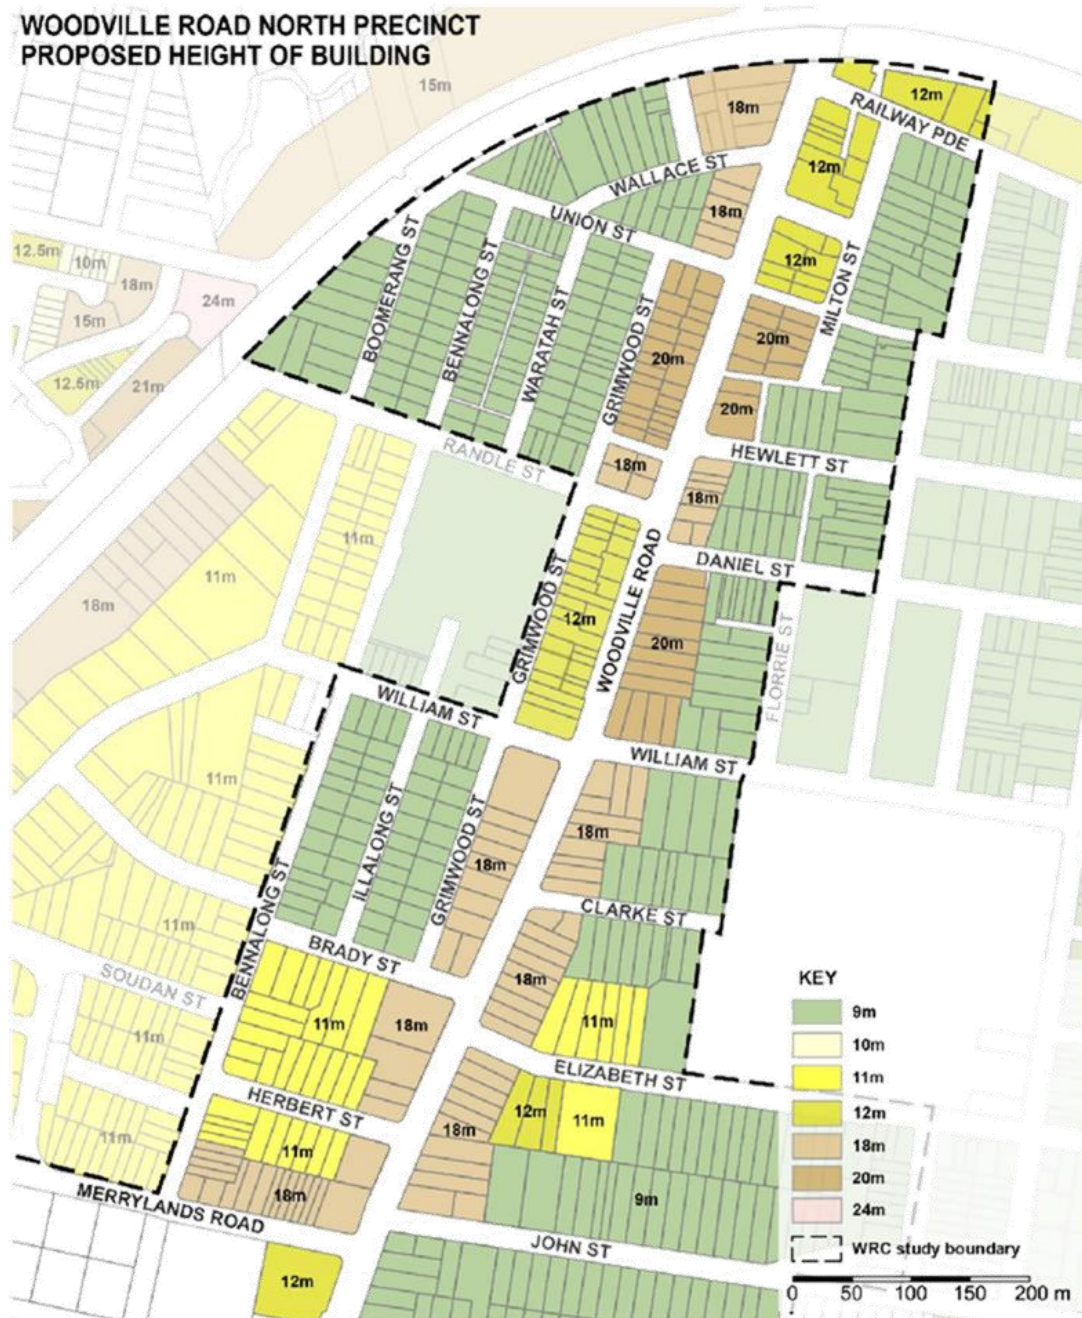 WOODVILLE ROAD NORTH PRECINCT
PROPOSED HEIGHT OF BUILDING
15m
18m
12m
RAILWAY PDE
12m
WALLACE ST
18m
UNION ST
12m
12.5m
10m
18m
15m
24m
12.5m
21m
BOOMERANG ST
BENNALONG ST
WARATAH ST
GRIMWOOD ST
20m
MILTON ST
20m
20m
RANDLE ST
18m
HEWLETT ST
18m
11m
11m
18m
DANIEL ST
12m
GRIMWOOD ST
WOODVILLE ROAD
20m
FLORRIE ST
WILLIAM ST
WILLIAM ST
11m
ILLALONG ST
GRIMWOOD ST
18m
18m
BENNALONG ST
11m
CLARKE ST
BRADY ST
SOUDAN ST
18m
11m
11m
18m
11m
ELIZABETH ST
HERBERT ST
12m
11m
18m
11m
11m
18m
9m
MERRYLANDS ROAD
JOHN ST
12m
KEY
9m
10m
11m
12m
18m
20m
24m
WRC study boundary
0 50 100 150 200 m